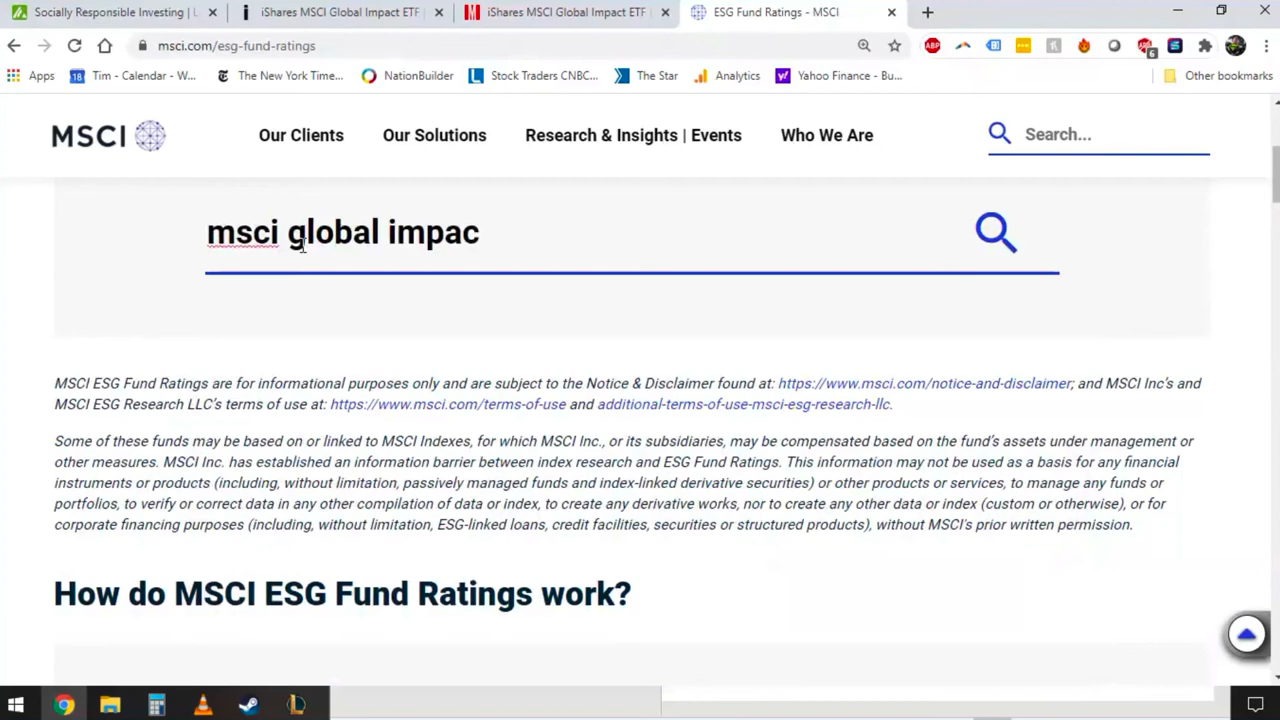 Socially Responsible Investing |
iShares MSCI Global Impact ETF
iShares MSCI Global Impact ETF
ESG Fund Ratings - MSCI
msci.com/esg-fund-ratings
ABP
6
Apps
18
Tim - Calendar - W...
The New York Time...
NationBuilder
Stock Traders CNBC...
The Star
Analytics
Yahoo Finance - Bu...
Other bookmarks
MSCI
Our Clients
Our Solutions
Research & Insights | Events
Who We Are
Search...
msci global impac
MSCI ESG Fund Ratings are for informational purposes only and are subject to the Notice & Disclaimer found at: https://www.msci.com/notice-and-disclaimer; and MSCI Inc's and
MSCI ESG Research LLC's terms of use at: https://www.msci.com/terms-of-use and additional-terms-of-use-msci-esg-research-llc.
Some of these funds may be based on or linked to MSCI Indexes, for which MSCI Inc., or its subsidiaries, may be compensated based on the fund's assets under management or
other measures. MSCI Inc. has established an information barrier between index research and ESG Fund Ratings. This information may not be used as a basis for any financial
instruments or products (including, without limitation, passively managed funds and index-linked derivative securities) or other products or services, to manage any funds or
portfolios, to verify or correct data in any other compilation of data or index, to create any derivative works, nor to create any other data or index (custom or otherwise), or for
corporate financing purposes (including, without limitation, ESG-linked loans, credit facilities, securities or structured products), without MSCI's prior written permission.
How do MSCI ESG Fund Ratings work?